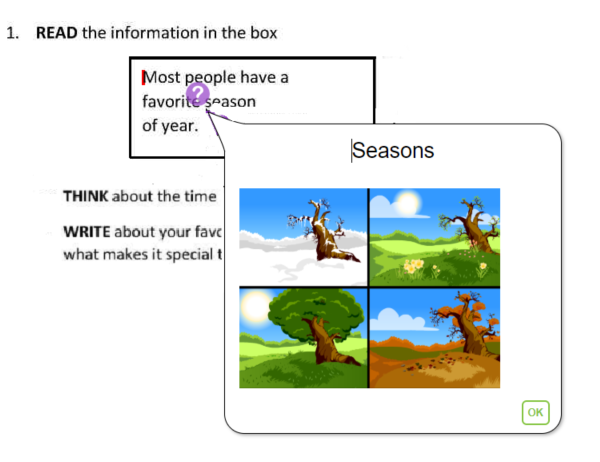 1. READ the information in the box
Most people have a
favorite season
of year.
Seasons
THINK about the time
WRITE about your favo
what makes it special t
OK